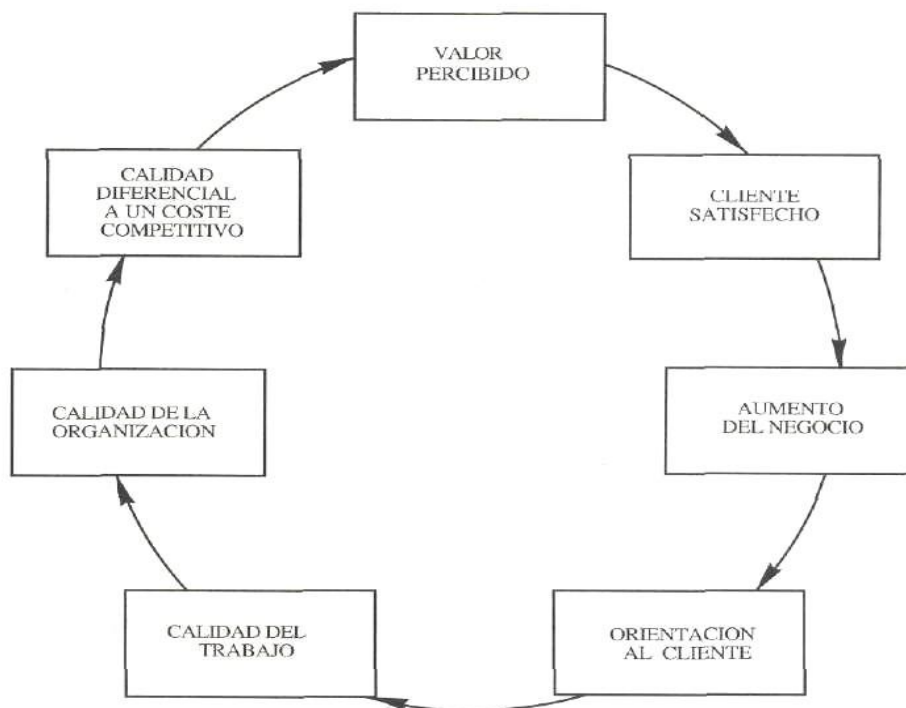 VALOR
PERCIBIDO
CLIENTE
SATISFECHO
AUMENTO
DEL NEGOCIO
ORIENTACION
AL CLIENTE
CALIDAD DEL
TRABAJO
CALIDAD DE LA
ORGANIZACION
CALIDAD
DIFERENCIAL
A UN COSTE
COMPETITIVO